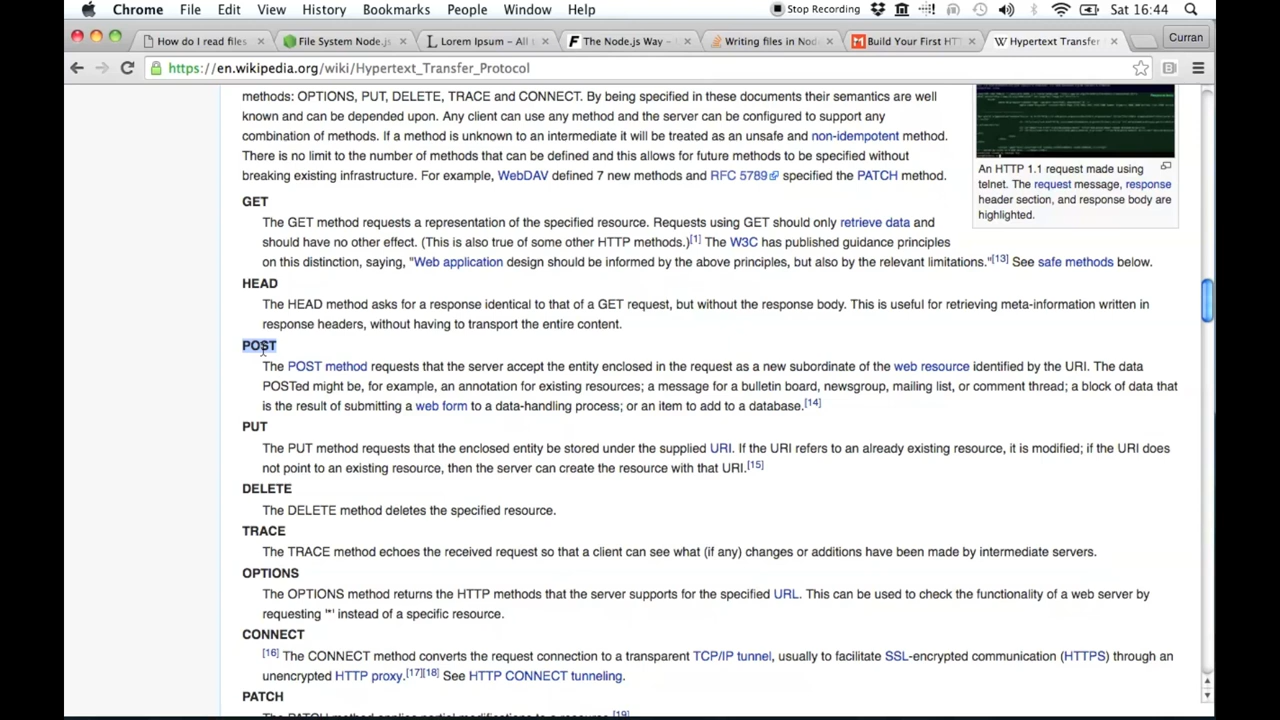 Chrome File Edit View History Bookmarks People Window Help Stop Recording Sat 16:44
How do I read files
File System Node.js
Lorem Ipsum – All
The Node.js Way –
Writing files in Nod
Build Your First HT
Hypertext Transfer
Curran
https://en.wikipedia.org/wiki/Hypertext_Transfer_Protocol
methods: OPTIONS, PUT, DELETE, TRACE and CONNECT. By being specified in these documents their semantics are well
known and can be depended upon. Any client can use any method and the server can be configured to support any
combination of methods. If a method is unknown to an intermediate it will be treated as an unsafe and non-idempotent method.
There is no limit to the number of methods that can be defined and this allows for future methods to be specified without
breaking existing infrastructure. For example, WebDAV defined 7 new methods and RFC 5789 specified the PATCH method.
An HTTP 1.1 request made using
telnet. The request message, response
header section, and response body are
highlighted.
GET
The GET method requests a representation of the specified resource. Requests using GET should only retrieve data and
should have no other effect. (This is also true of some other HTTP methods.)[1] The W3C has published guidance principles
on this distinction, saying, "Web application design should be informed by the above principles, but also by the relevant limitations."[13] See safe methods below.
HEAD
The HEAD method asks for a response identical to that of a GET request, but without the response body. This is useful for retrieving meta-information written in
response headers, without having to transport the entire content.
POST
The POST method requests that the server accept the entity enclosed in the request as a new subordinate of the web resource identified by the URI. The data
POSTed might be, for example, an annotation for existing resources; a message for a bulletin board, newsgroup, mailing list, or comment thread; a block of data that
is the result of submitting a web form to a data-handling process; or an item to add to a database.[14]
PUT
The PUT method requests that the enclosed entity be stored under the supplied URI. If the URI refers to an already existing resource, it is modified; if the URI does
not point to an existing resource, then the server can create the resource with that URI.[15]
DELETE
The DELETE method deletes the specified resource.
TRACE
The TRACE method echoes the received request so that a client can see what (if any) changes or additions have been made by intermediate servers.
OPTIONS
The OPTIONS method returns the HTTP methods that the server supports for the specified URL. This can be used to check the functionality of a web server by
requesting '*' instead of a specific resource.
CONNECT
[16] The CONNECT method converts the request connection to a transparent TCP/IP tunnel, usually to facilitate SSL-encrypted communication (HTTPS) through an
unencrypted HTTP proxy.[17][18] See HTTP CONNECT tunneling.
PATCH
The PATCH method applies partial modifications to a resource.[19]